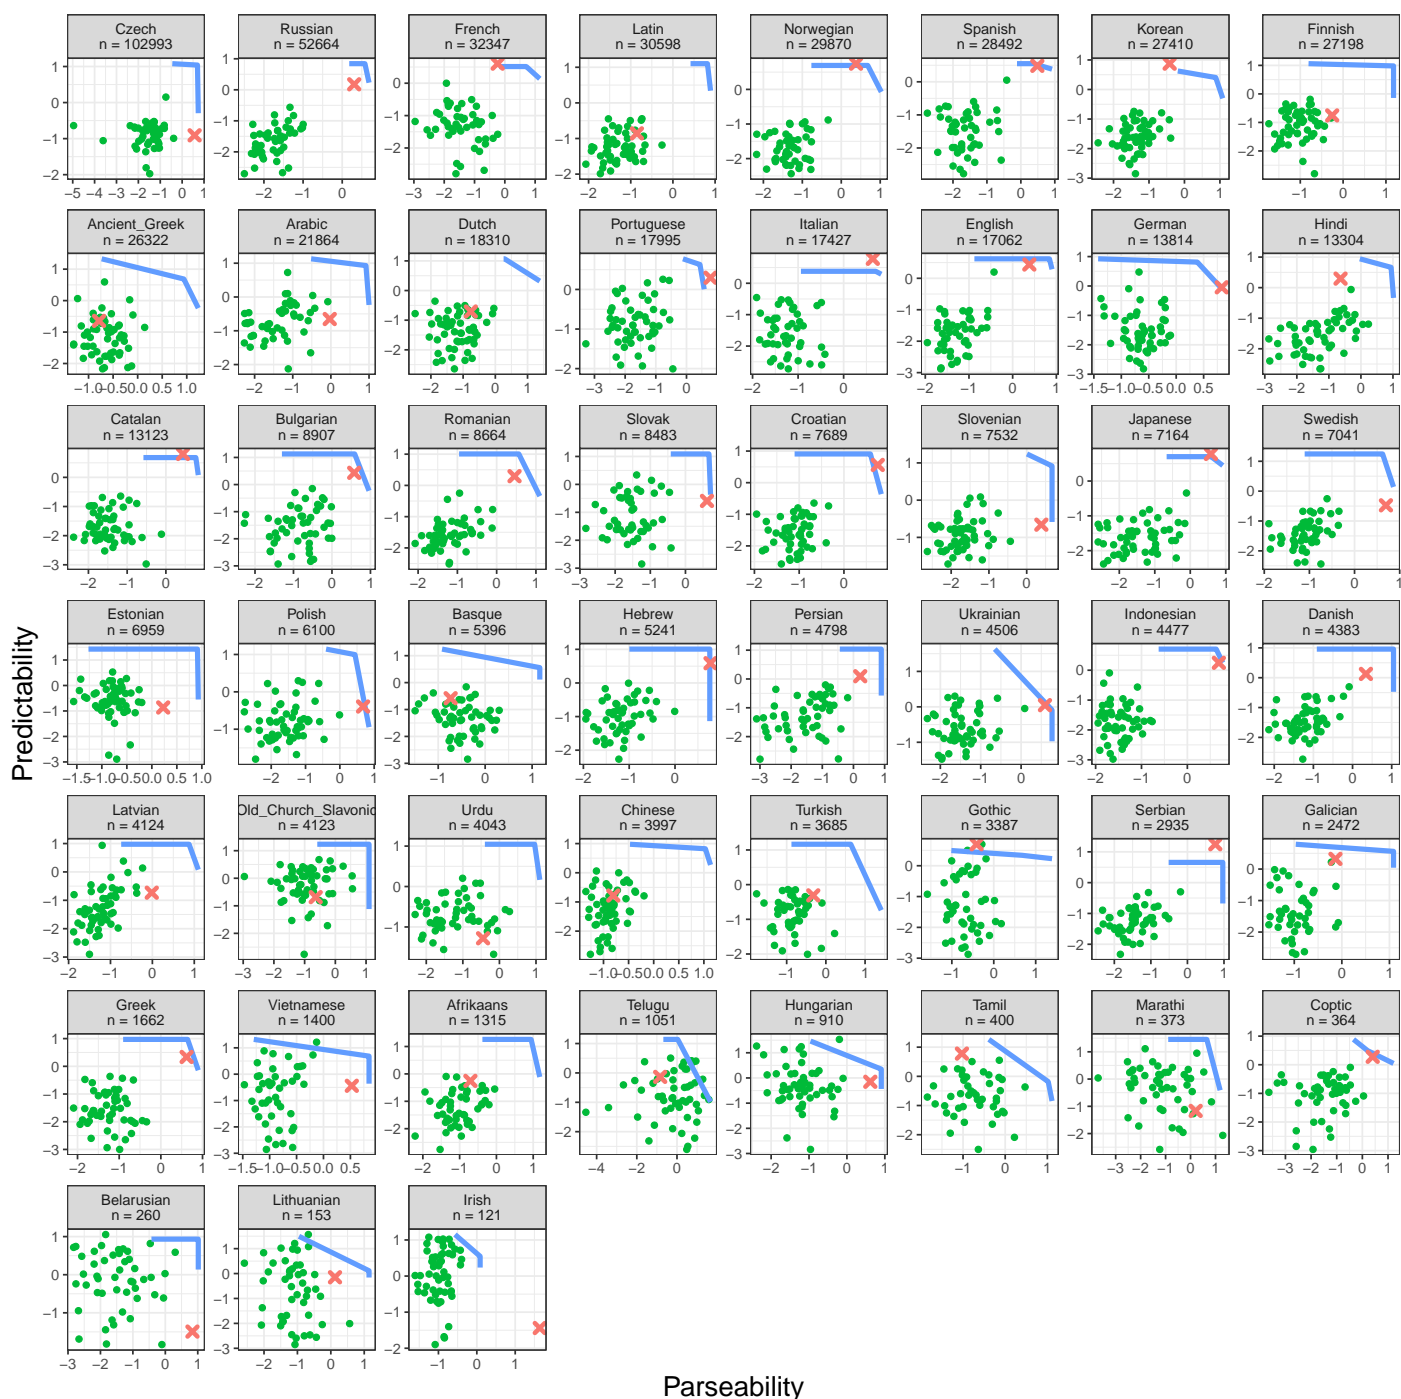 Czech
n = 102993
Russian
n = 52664
French
n = 32347
Latin
n = 30598
Norwegian
n = 29870
Spanish
n = 28492
Korean
n = 27410
Finnish
n = 27198
Ancient_Greek
n = 26322
Arabic
n = 21864
Dutch
n = 18310
Portuguese
n = 17995
Italian
n = 17427
English
n = 17062
German
n = 13814
Hindi
n = 13304
Catalan
n = 13123
Bulgarian
n = 8907
Romanian
n = 8664
Slovak
n = 8483
Croatian
n = 7689
Slovenian
n = 7532
Japanese
n = 7164
Swedish
n = 7041
Estonian
n = 6959
Polish
n = 6100
Basque
n = 5396
Hebrew
n = 5241
Persian
n = 4798
Ukrainian
n = 4506
Indonesian
n = 4477
Danish
n = 4383
Latvian
n = 4124
Old_Church_Slavonic
n = 4123
Urdu
n = 4043
Chinese
n = 3997
Turkish
n = 3685
Gothic
n = 3387
Serbian
n = 2935
Galician
n = 2472
Greek
n = 1662
Vietnamese
n = 1400
Afrikaans
n = 1315
Telugu
n = 1051
Hungarian
n = 910
Tamil
n = 400
Marathi
n = 373
Coptic
n = 364
Belarusian
n = 260
Lithuanian
n = 153
Irish
n = 121
Predictability
Parseability